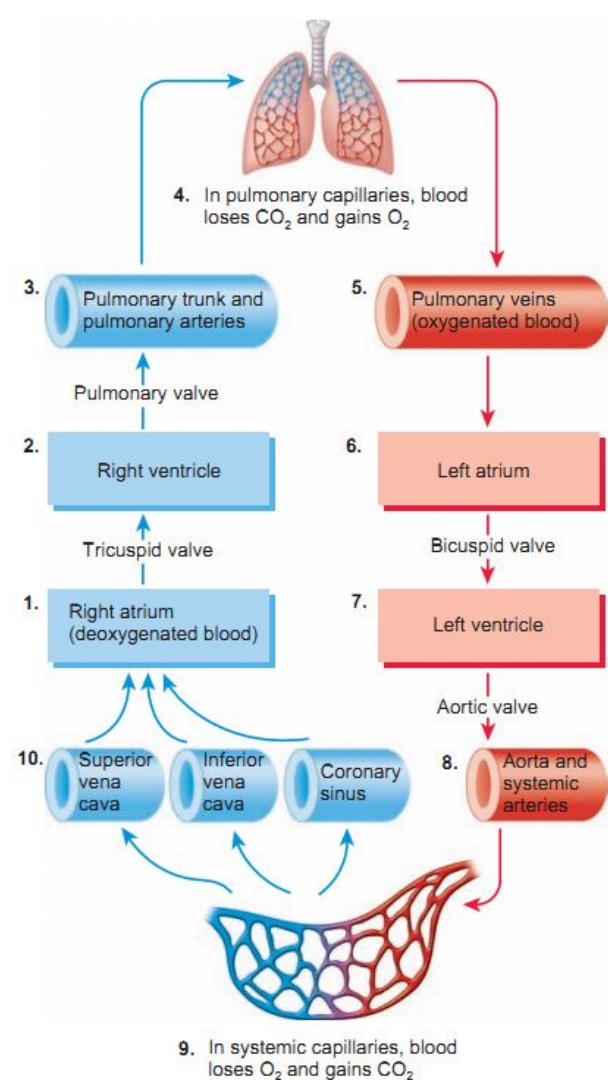 4. In pulmonary capillaries, blood
loses CO₂ and gains O₂
3.
Pulmonary trunk and
pulmonary arteries
5.
Pulmonary veins
(oxygenated blood)
Pulmonary valve
2.
Right ventricle
6.
Left atrium
Tricuspid valve
Bicuspid valve
1.
Right atrium
(deoxygenated blood)
7.
Left ventricle
Aortic valve
10.
Superior
vena
cava
Inferior
vena
cava
Coronary
sinus
8.
Aorta and
systemic
arteries
9. In systemic capillaries, blood
loses O₂ and gains CO₂